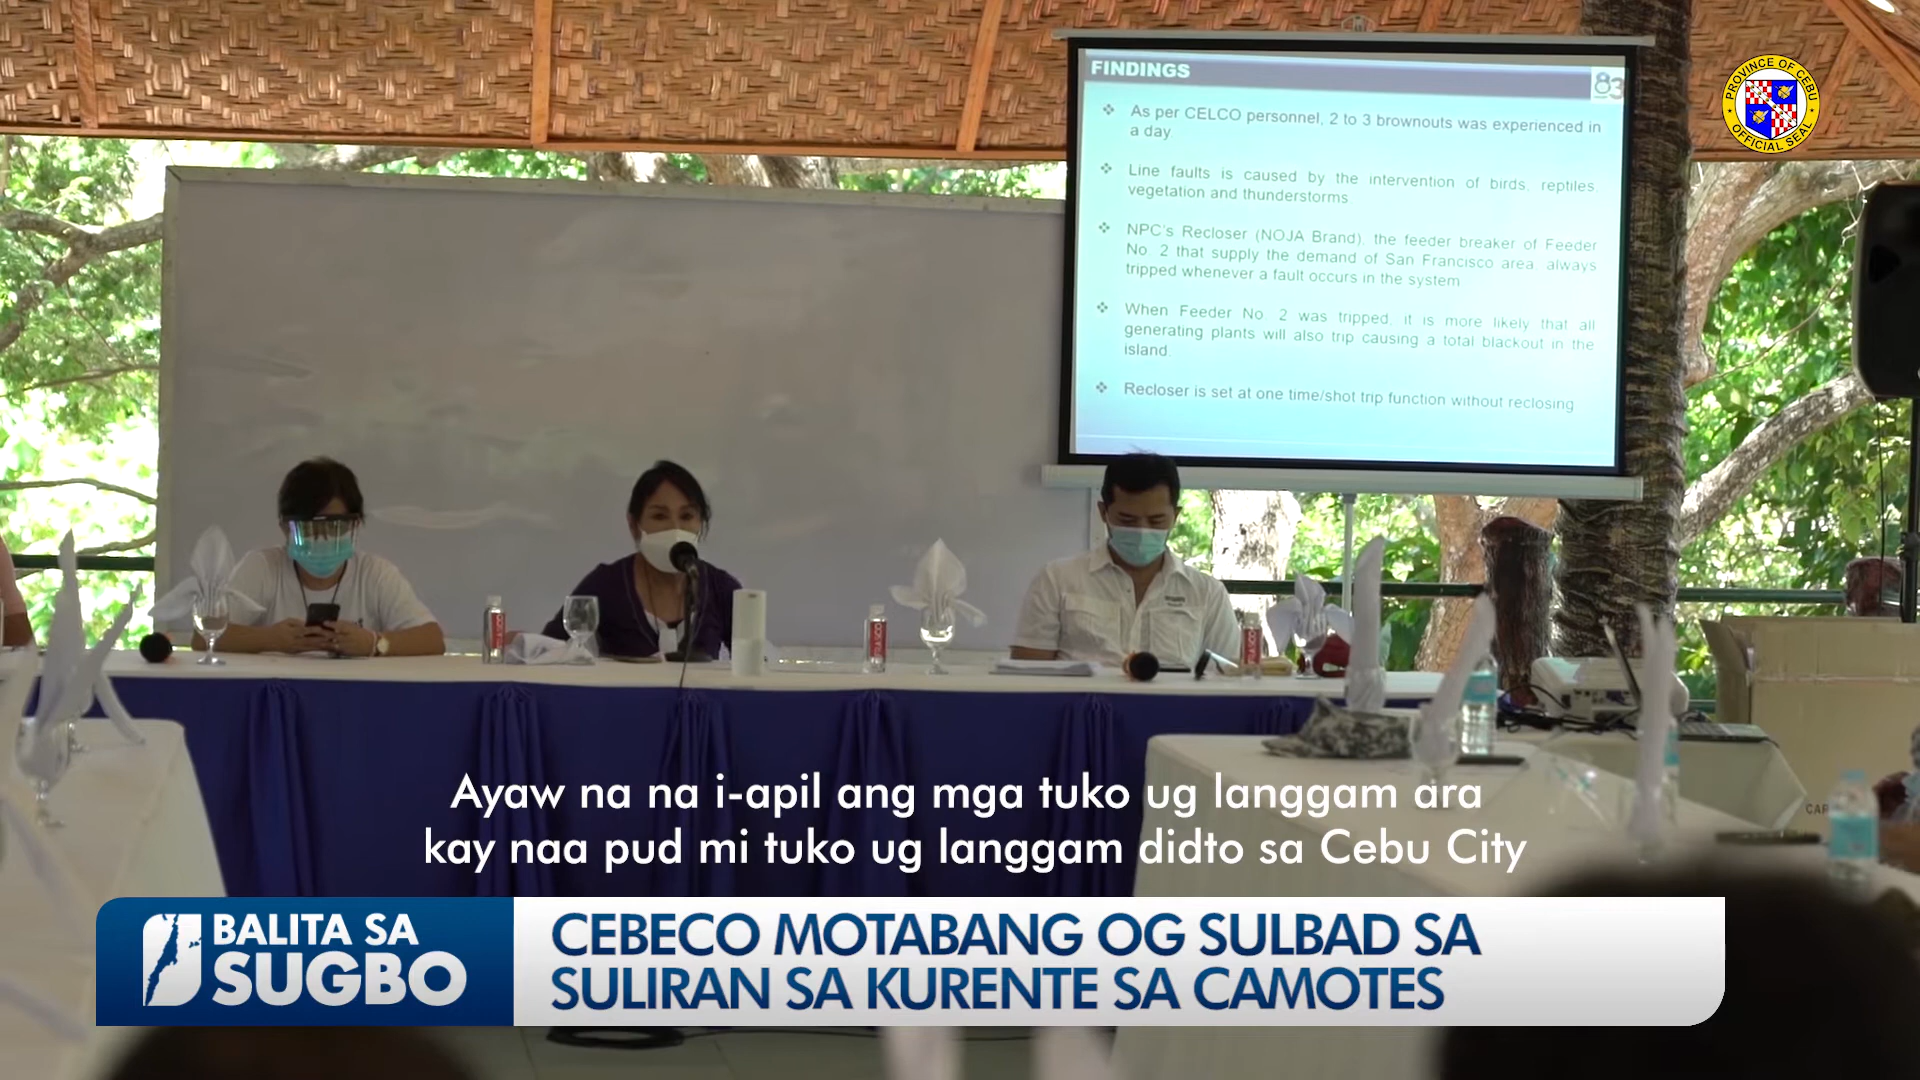 FINDINGS
83
As per CELCO personnel, 2 to 3 brownouts was experienced in
a day.
Line faults is caused by the intervention of birds, reptiles,
vegetation and thunderstorms
NPC's Recloser (NOJA Brand), the feeder breaker of Feeder
No. 2 that supply the demand of San Francisco area, always
tripped whenever a fault occurs in the system
When Feeder No. 2 was tripped, it is more likely that all
generating plants will also trip causing a total blackout in the
island.
Recloser is set at one time/shot trip function without reclosing
PROVINCE OF CEBU
OFFICIAL SEAL
Ayaw na na i-apil ang mga tuko ug langgam ara
kay naa pud mi tuko ug langgam didto sa Cebu City
BALITA SA
SUGBO
CEBECO MOTABANG OG SULBAD SA
SULIRAN SA KURENTE SA CAMOTES